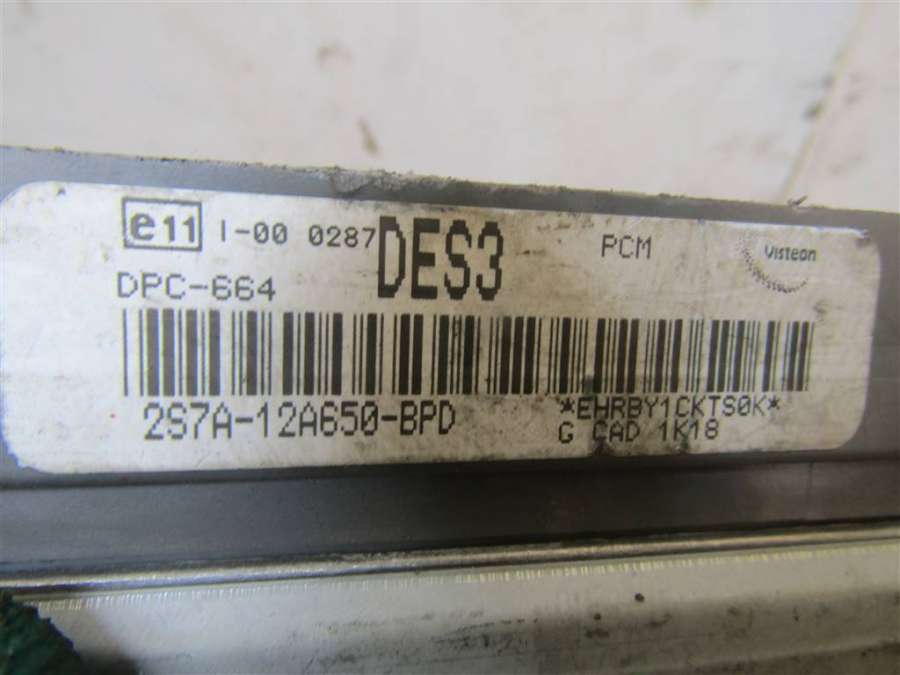 e11 I-00 0287 DES3 PCM Visteon
DPC-664
2S7A-12A650-BPD *EHRBY1CKTS0K*
G CAD 1K18